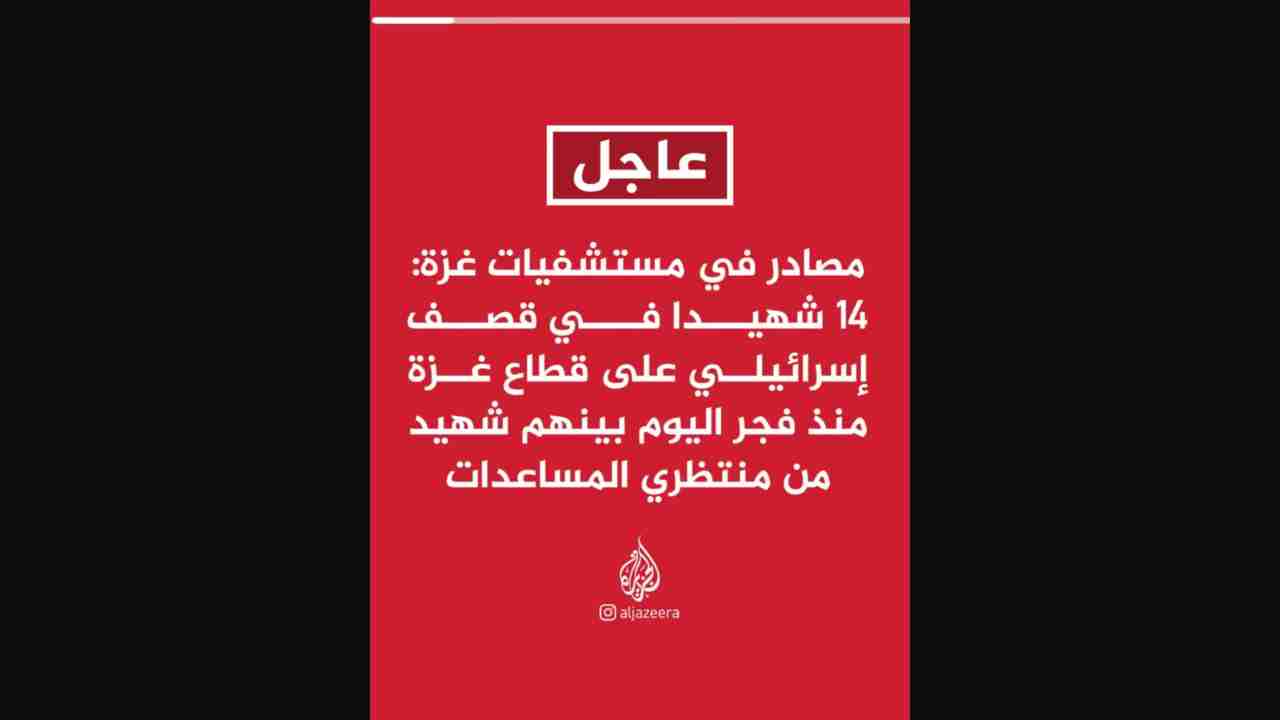 عاجل
مصادر في مستشفيات غزة:
14 شهيدا في قصف
إسرائيلي على قطاع غزة
منذ فجر اليوم بينهم شهيد
من منتظري المساعدات
الجزيرة
aljazeera